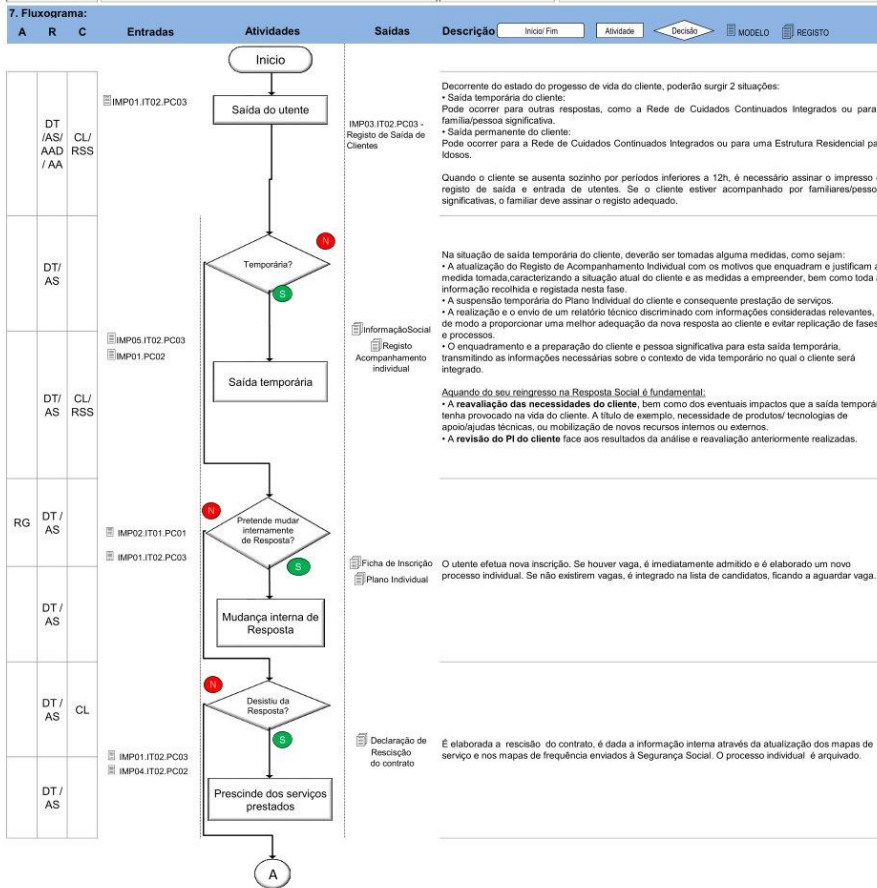 7. Fluxograma:
A R C Entradas Atividades Saídas Descrição Início/ Fim Atividade Decisão MODELO REGISTO
Inicio
IMP01.IT02.PC03
Saída do utente
DT
/AS/
AAD
/ AA
CL/
RSS
IMP03.IT02.PC03 -
Registo de Saída de
Clientes
Decorrente do estado do progesso de vida do cliente, poderão surgir 2 situações:
• Saída temporária do cliente:
Pode ocorrer para outras respostas, como a Rede de Cuidados Continuados Integrados ou para
família/pessoa significativa.
• Saída permanente do cliente:
Pode ocorrer para a Rede de Cuidados Continuados Integrados ou para uma Estrutura Residencial pa
Idosos.
Quando o cliente se ausenta sozinho por períodos inferiores a 12h, é necessário assinar o impresso
registo de saída e entrada de utentes. Se o cliente estiver acompanhado por familiares/pesso
significativas, o familiar deve assinar o registo adequado.
DT/
AS
Temporária?
N
S
Na situação de saída temporária do cliente, deverão ser tomadas alguma medidas, como sejam:
• A atualização do Registo de Acompanhamento Individual com os motivos que enquadram e justificam a
medida tomada,caracterizando a situação atual do cliente e as medidas a empreender, bem como toda a
informação recolhida e registada nesta fase.
• A suspensão temporária do Plano Individual do cliente e consequente prestação de serviços.
• A realização e o envio de um relatório técnico discriminado com informações consideradas relevantes,
de modo a proporcionar uma melhor adequação da nova resposta ao cliente e evitar replicação de fases
e processos.
• O enquadramento e a preparação do cliente e pessoa significativa para esta saída temporária,
transmitindo as informações necessárias sobre o contexto de vida temporário no qual o cliente será
integrado.
DT/
AS
CL/
RSS
IMP05.IT02.PC03
IMP01.PC02
Saída temporária
InformaçãoSocial
Registo
Acompanhamento
individual
Aquando do seu reingresso na Resposta Social é fundamental:
• A reavaliação das necessidades do cliente, bem como dos eventuais impactos que a saída temporár
tenha provocado na vida do cliente. A título de exemplo, necessidade de produtos/ tecnologias de
apoio/ajudas técnicas, ou mobilização de novos recursos internos ou externos.
• A revisão do PI do cliente face aos resultados da análise e reavaliação anteriormente realizadas.
RG
DT /
AS
IMP02.IT01.PC01
IMP01.IT02.PC03
N
Pretende mudar
internamente
de Resposta?
S
Ficha de Inscrição
Plano Individual
O utente efetua nova inscrição. Se houver vaga, é imediatamente admitido e é elaborado um novo
processo individual. Se não existirem vagas, é integrado na lista de candidatos, ficando a aguardar vaga.
DT /
AS
Mudança interna de
Resposta
DT /
AS
CL
N
Desistiu da
Resposta?
S
IMP01.IT02.PC03
IMP04.IT02.PC02
Declaração de
Rescisção
do contrato
É elaborada a rescisão do contrato, é dada a informação interna através da atualização dos mapas de
serviço e nos mapas de frequência enviados à Segurança Social. O processo individual é arquivado.
DT /
AS
Prescinde dos serviços
prestados
A